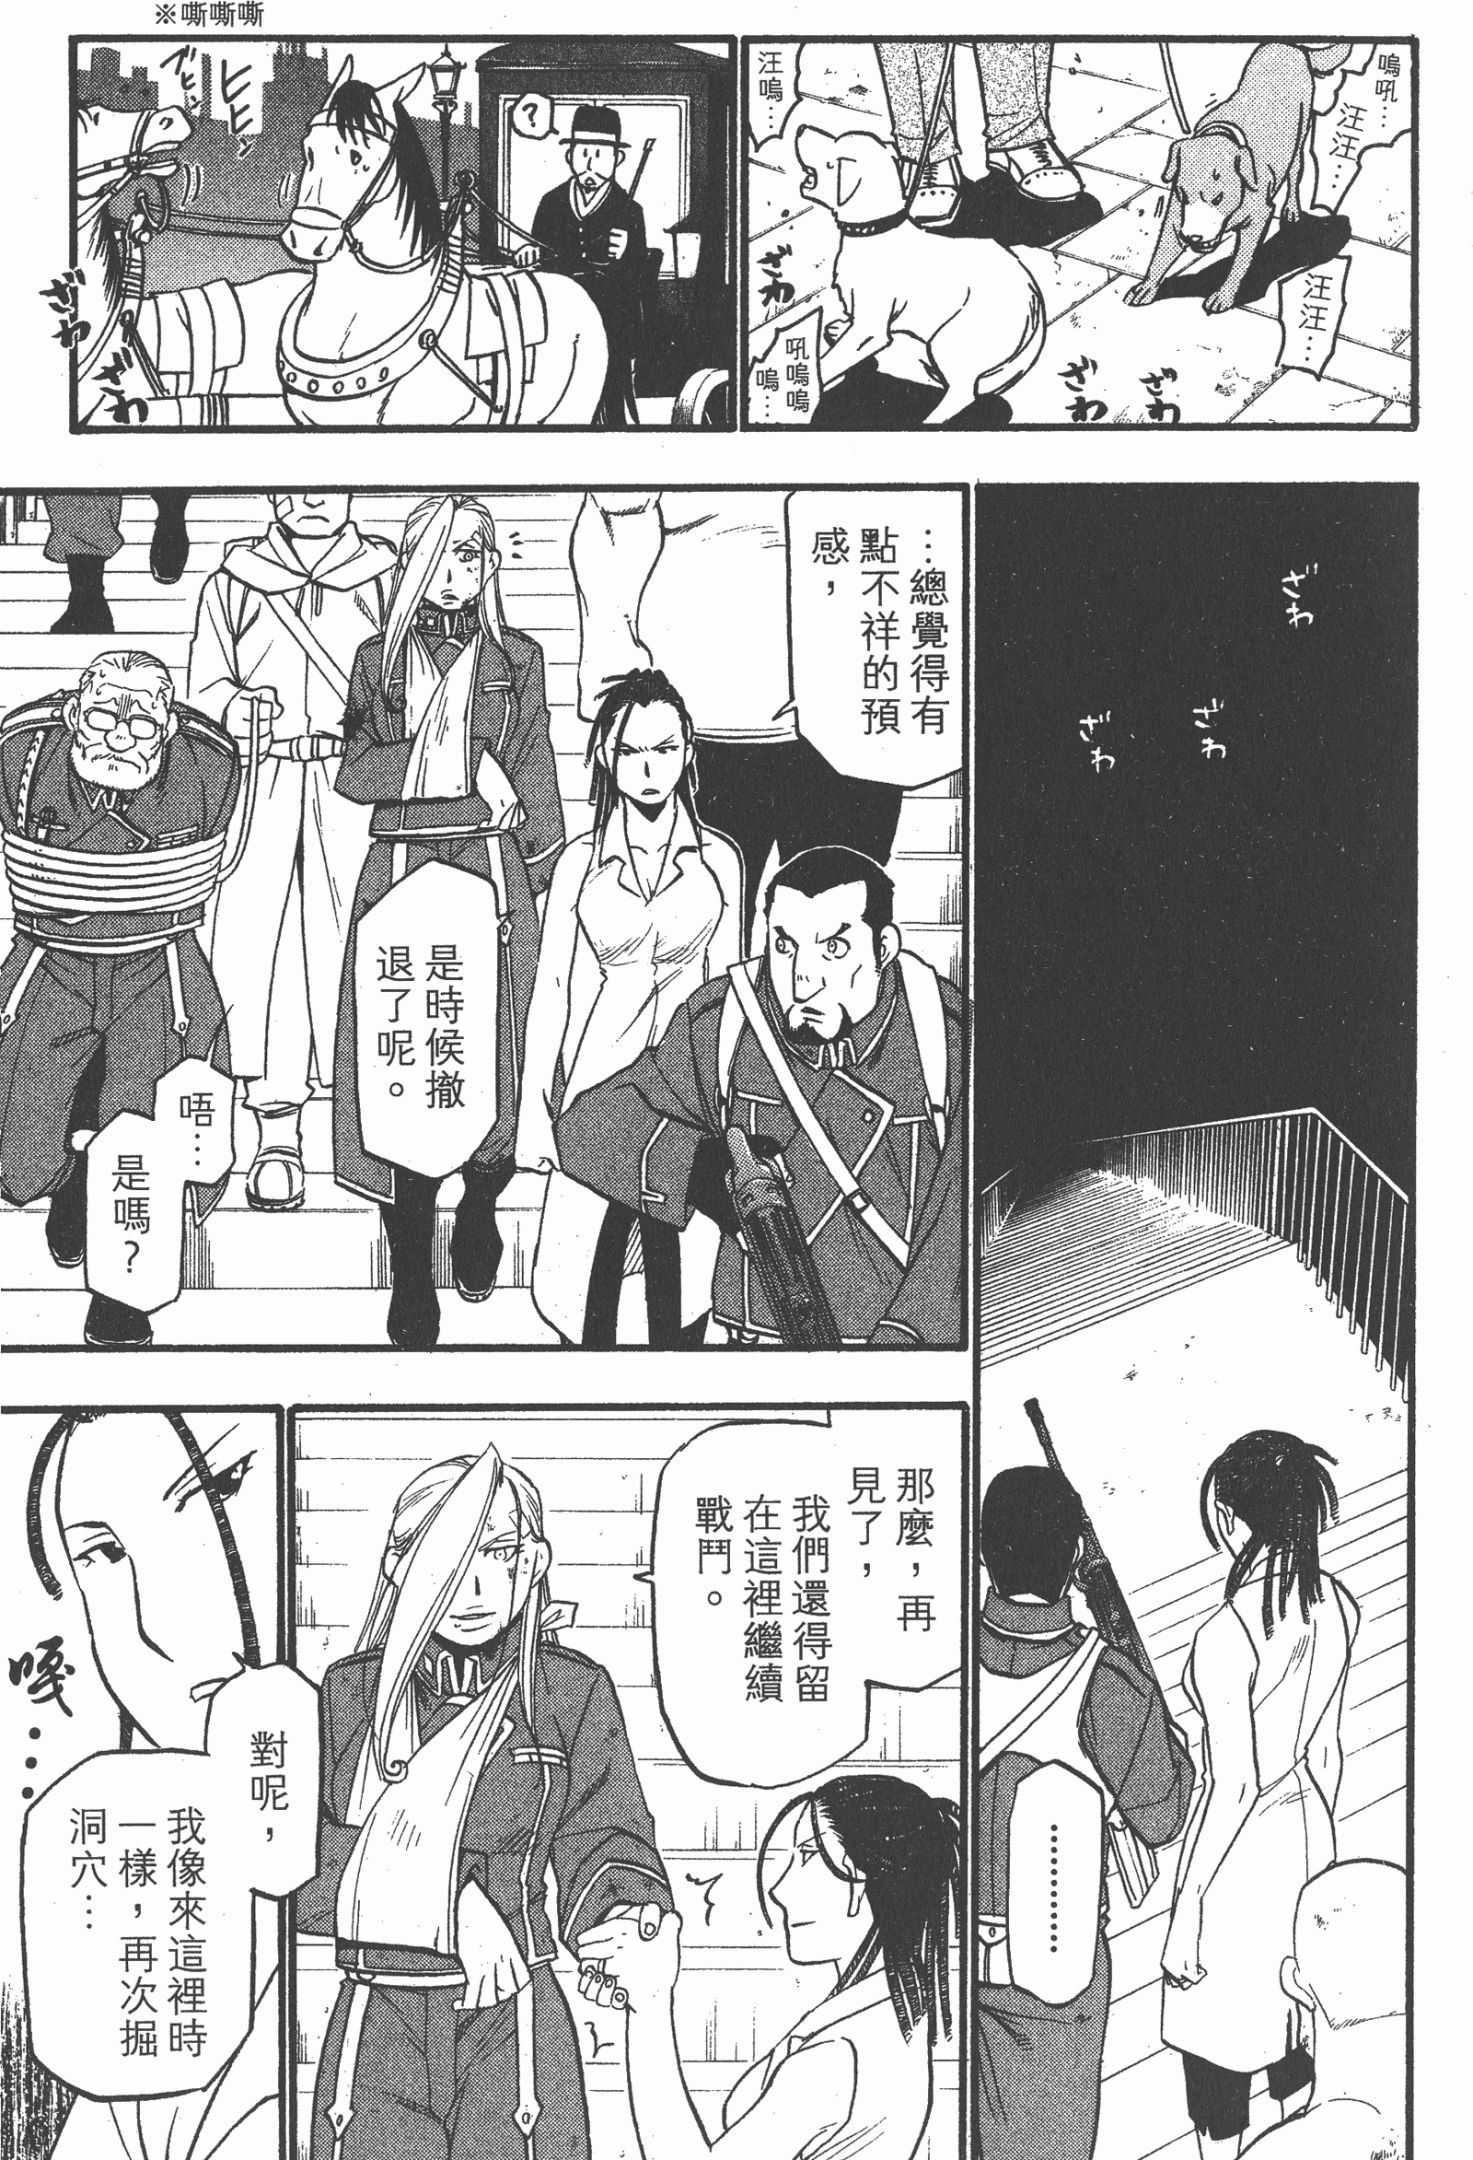 ※嘶嘶嘶
嗚吼…
汪汪…
汪嗚…
汪汪…
吼嗚嗚
嗚…
ざわ
ざわ
ざわ
ヒヒン
ブヒン
ざわ
ざわ
ざわ
ざわ
ざわ
…………
…總覺得有
點不祥的預
感，
是時候撤
退了呢。
唔…
是嗎?
那麼，再
見了，
我們還得留
在這裡繼續
戰鬥。
對呢，
我像來這裡時
一樣，再次掘
洞穴…
嘎…